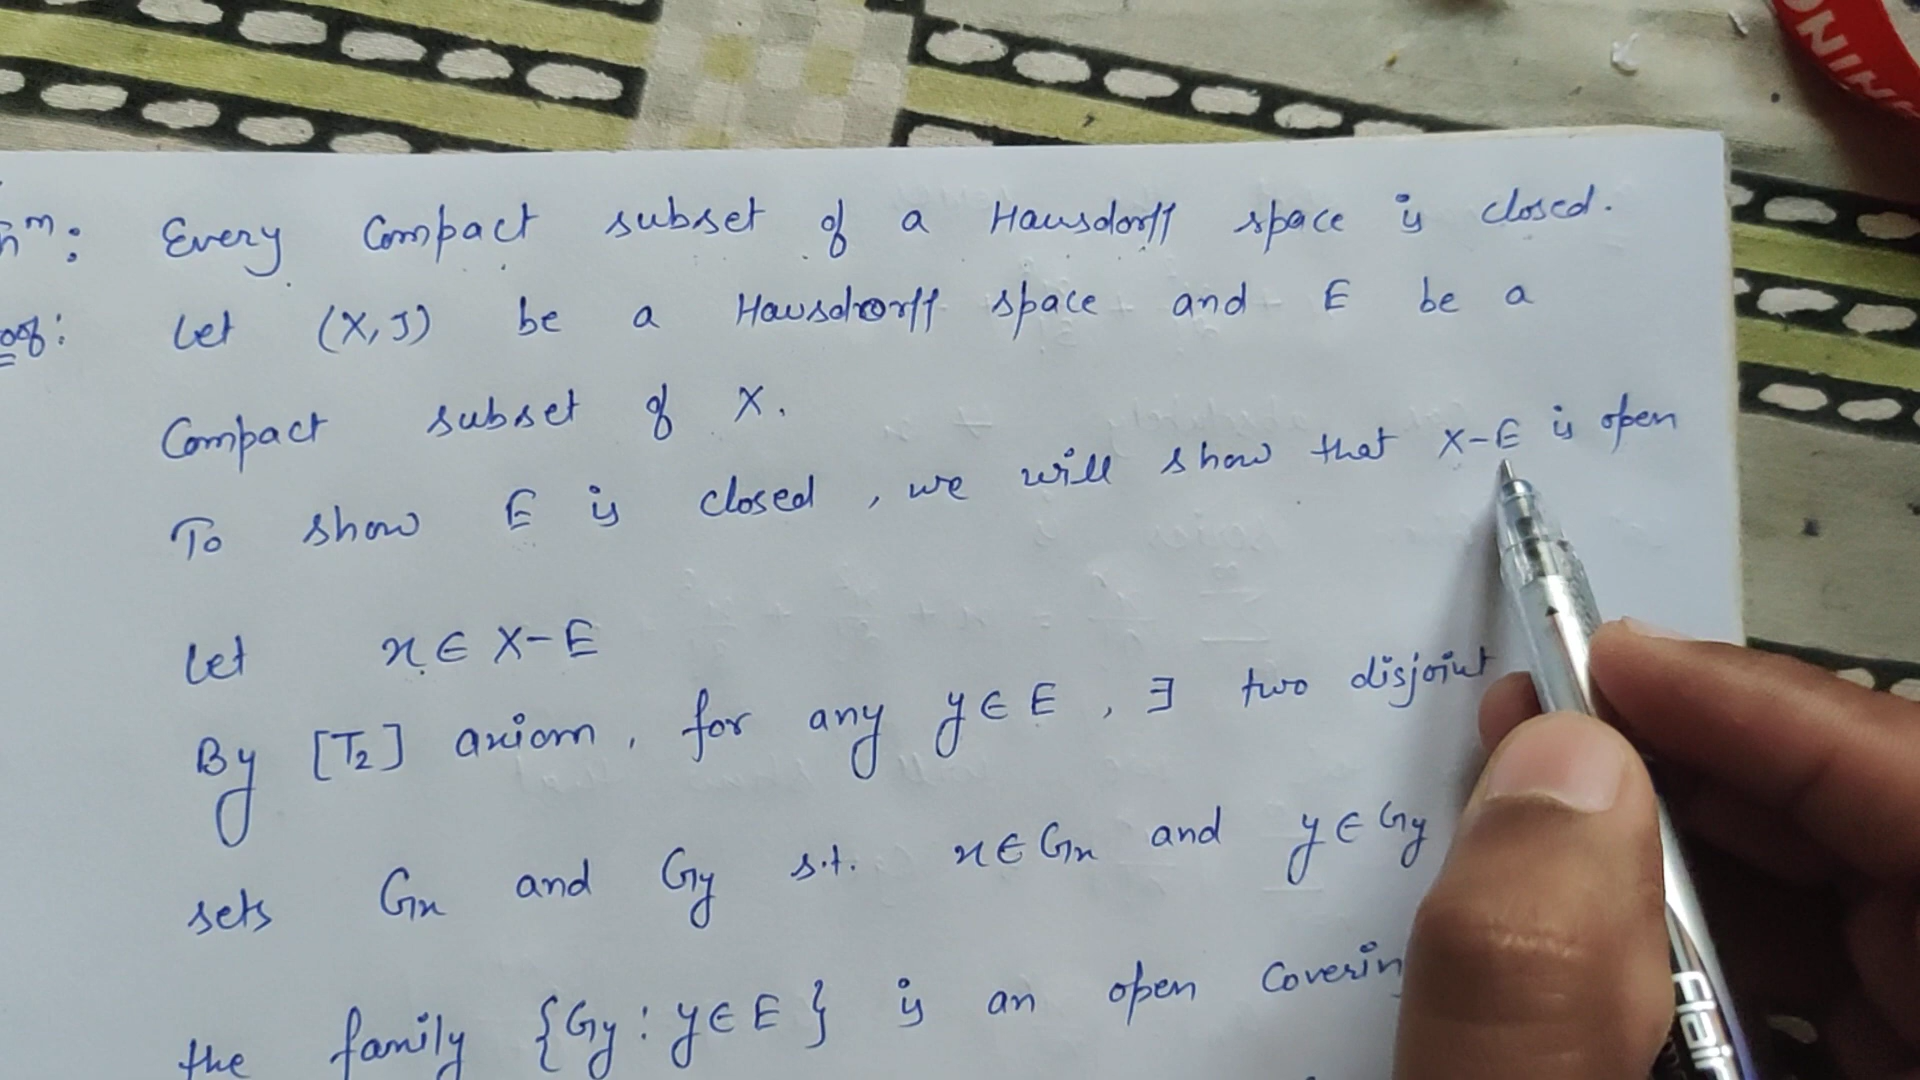 m: Every Compact subset of a Hausdorff space is closed.
Let (X, J) be a Hausdorff space and E be a
Compact subset of X.
To show E is closed, we will show that X-E is open
Let x ∈ X-E
By [T₂] axiom, for any y ∈ E, ∃ two disjoint
sets Gx and Gy s.t. x ∈ Gx and y ∈ Gy
the family {Gy : y ∈ E} is an open
Flair